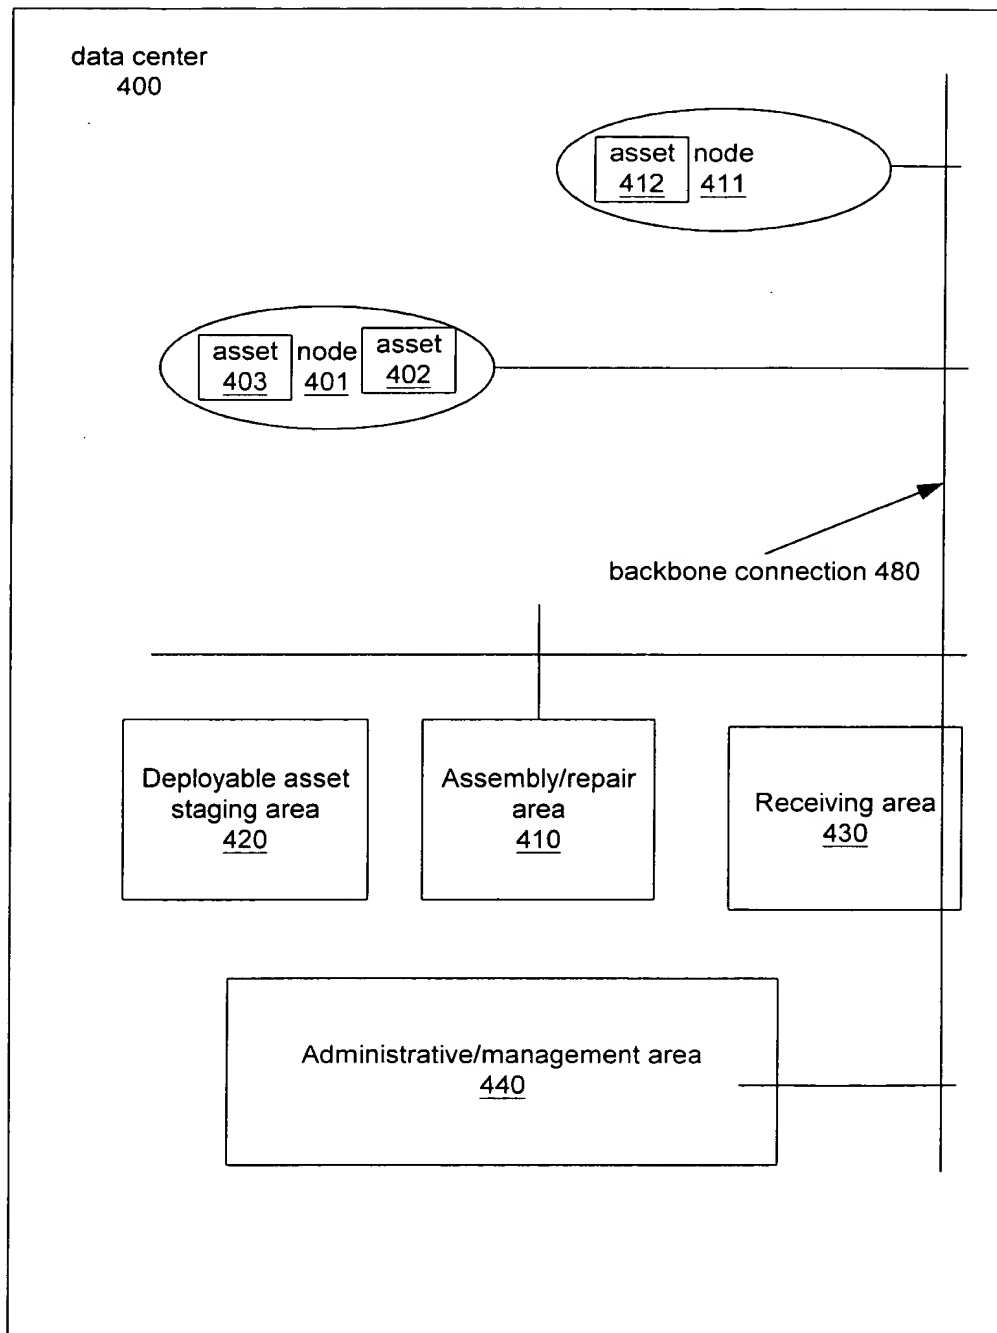 data center
400
asset
412
node
411
asset
403
node
401
asset
402
backbone connection 480
Deployable asset
staging area
420
Assembly/repair
area
410
Receiving area
430
Administrative/management area
440